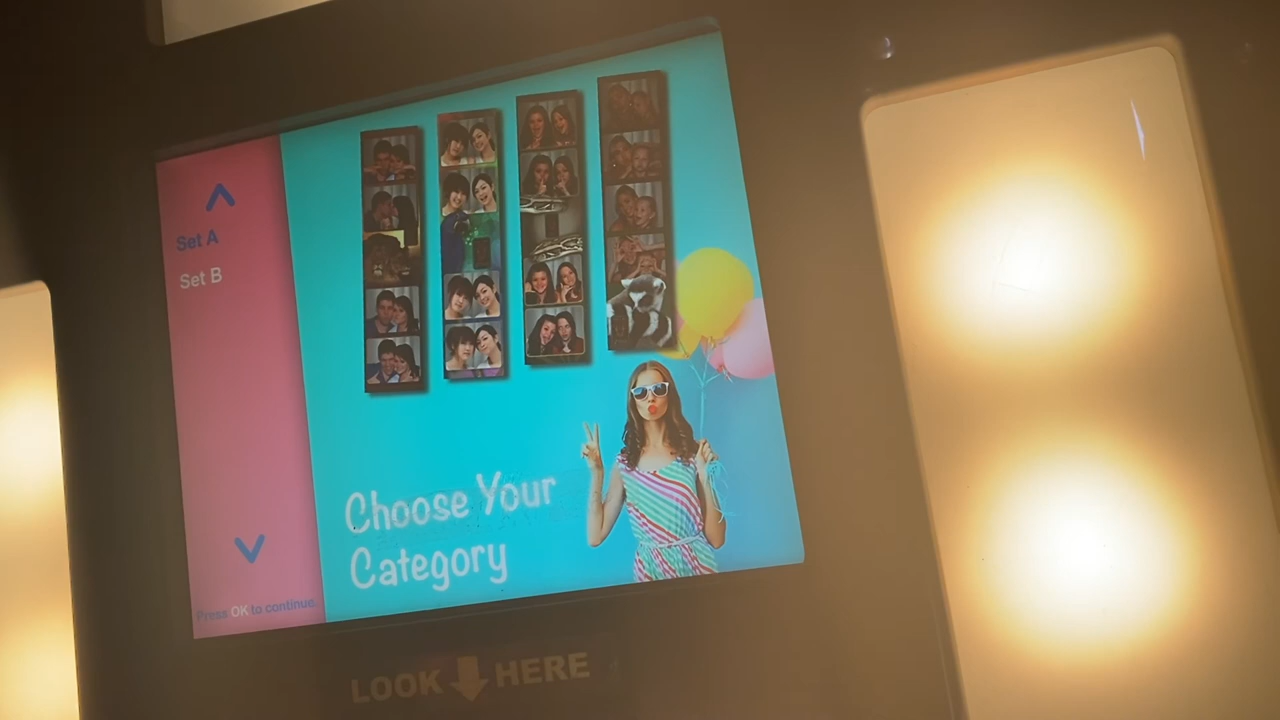 Set A
Set B
Choose Your
Category
Press OK to continue.
LOOK HERE